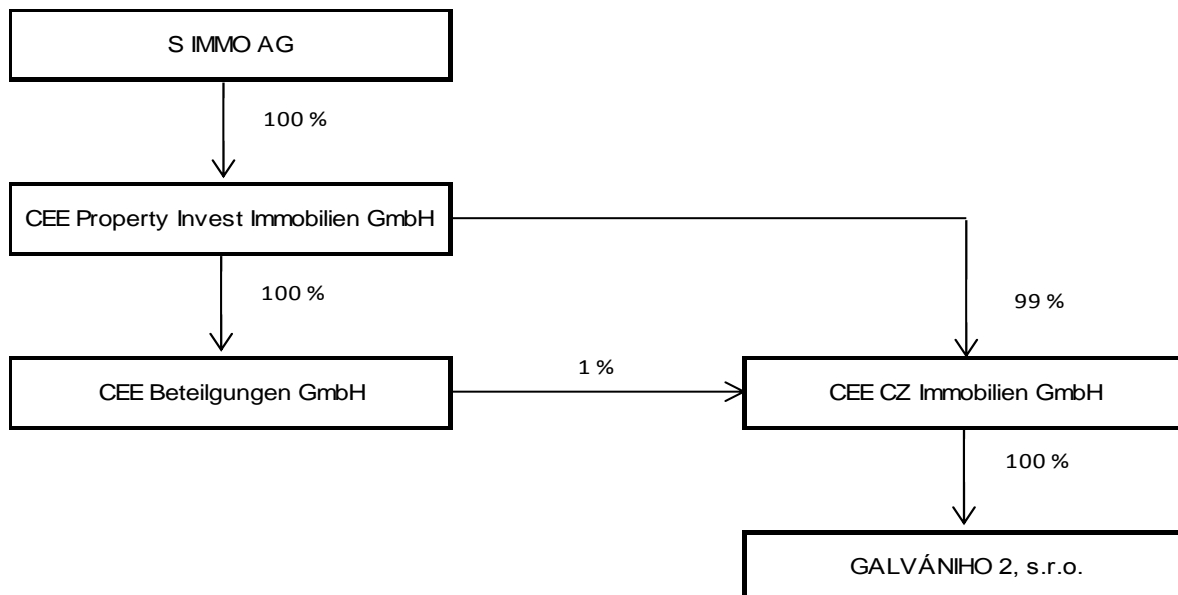 S IMMO AG
100 %
CEE Property Invest Immobilien GmbH
100 %
99 %
CEE Beteilgungen GmbH
1 %
CEE CZ Immobilien GmbH
100 %
GALVÁNIHO 2, s.r.o.